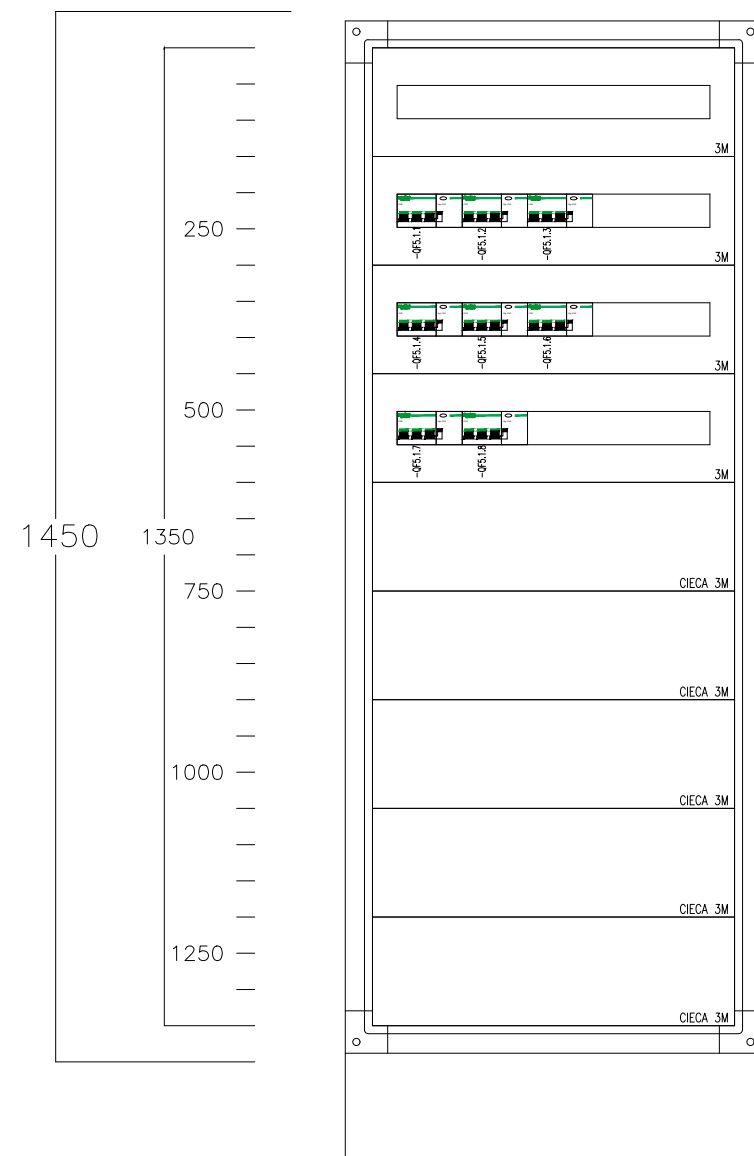 3M
250
-QF5.1.1
-QF5.1.2
-QF5.1.3
3M
-QF5.1.4
-QF5.1.5
-QF5.1.6
3M
500
-QF5.1.7
-QF5.1.8
3M
1450
1350
750
CIECA 3M
CIECA 3M
1000
CIECA 3M
CIECA 3M
1250
CIECA 3M